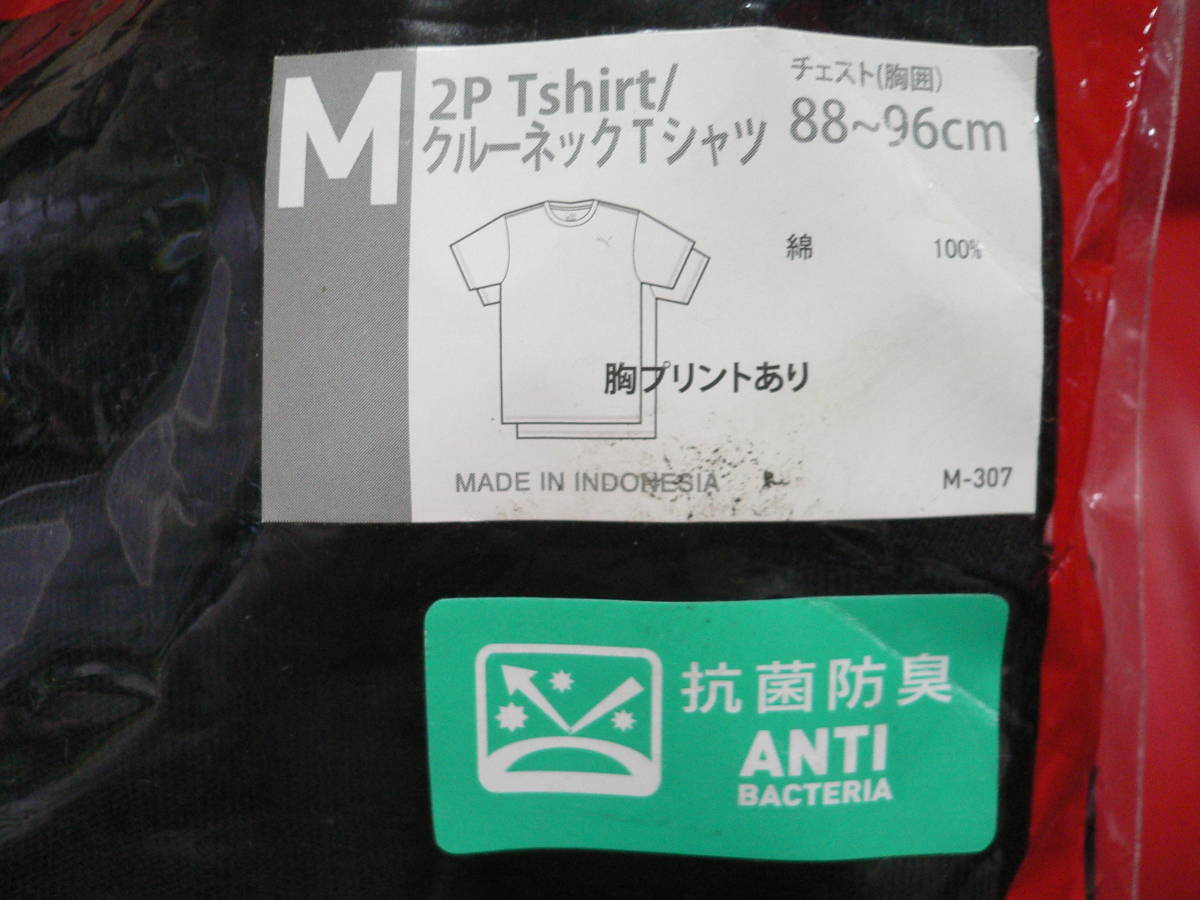 M
2P Tshirt/
クルーネックTシャツ
チェスト(胸囲)
88~96cm
綿 100%
胸プリントあり
MADE IN INDONESIA
M-307
抗菌防臭
ANTI
BACTERIA